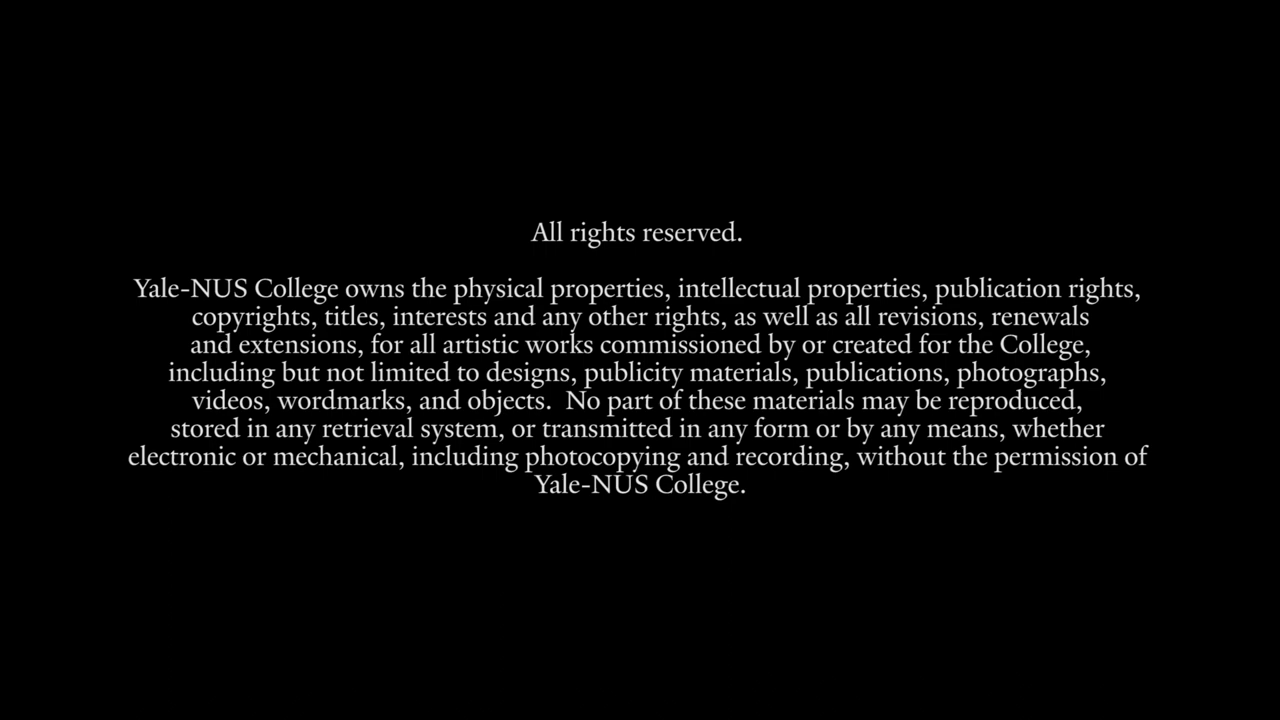 All rights reserved.
Yale-NUS College owns the physical properties, intellectual properties, publication rights,
copyrights, titles, interests and any other rights, as well as all revisions, renewals
and extensions, for all artistic works commissioned by or created for the College,
including but not limited to designs, publicity materials, publications, photographs,
videos, wordmarks, and objects.  No part of these materials may be reproduced,
stored in any retrieval system, or transmitted in any form or by any means, whether
electronic or mechanical, including photocopying and recording, without the permission of
Yale-NUS College.